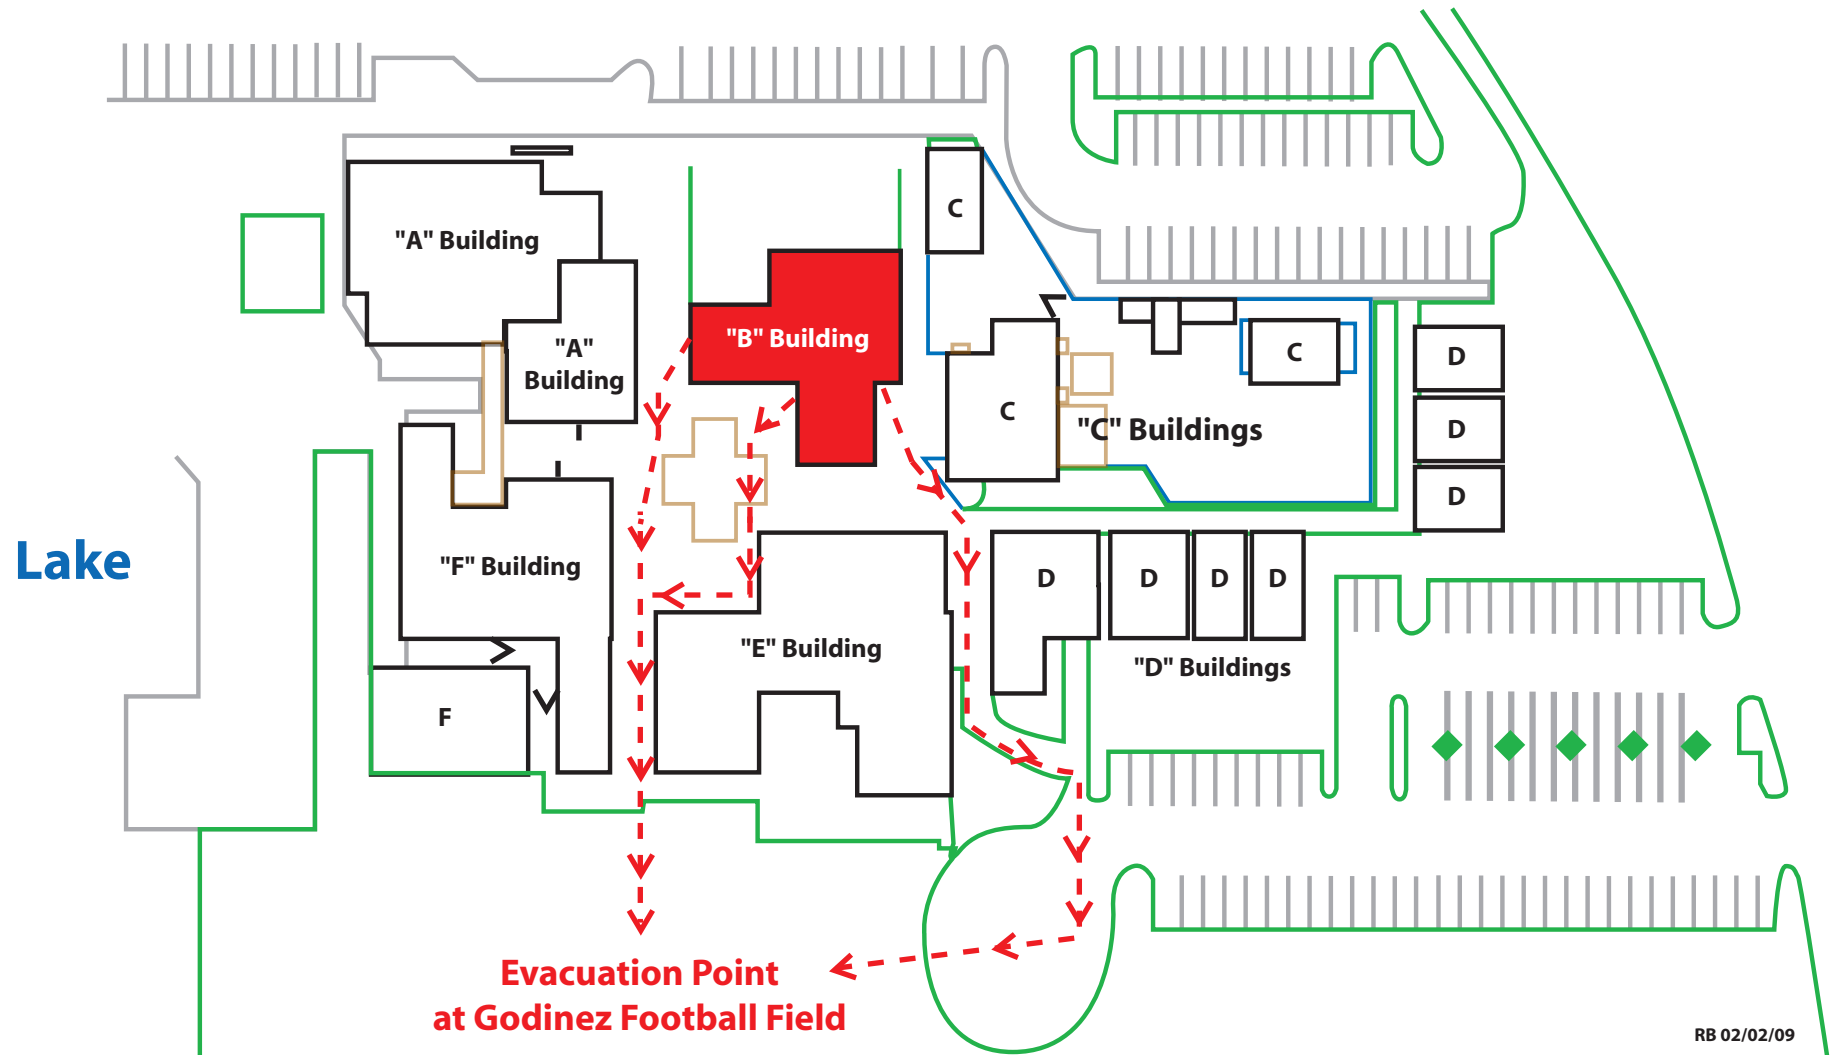 C
"A" Building
"B" Building
"A"
Building
C
D
C
"C" Buildings
D
D
Lake
"F" Building
D
D
D
D
"E" Building
"D" Buildings
F
Evacuation Point
at Godinez Football Field
RB 02/02/09